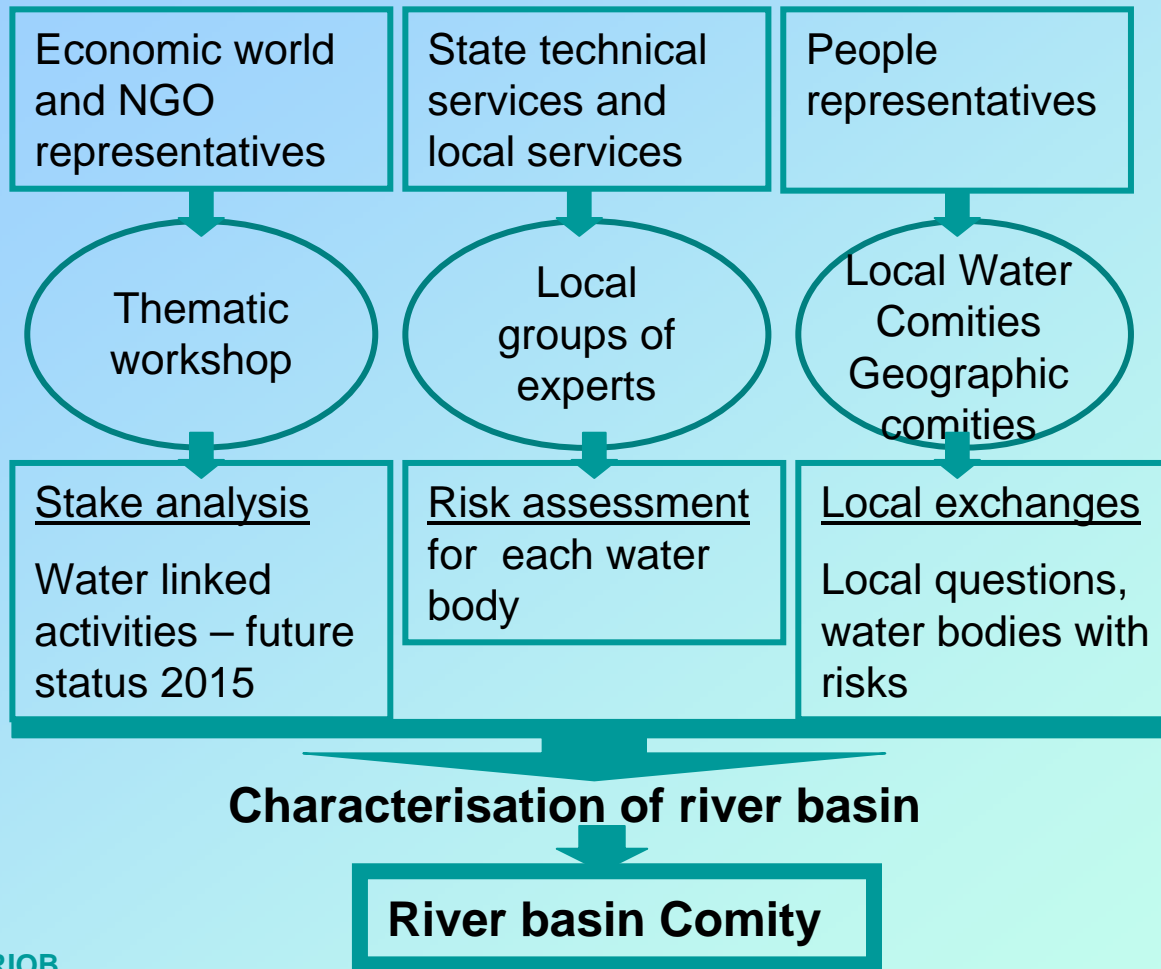 Economic world
and NGO
representatives
State technical
services and
local services
People
representatives
Thematic
workshop
Local
groups of
experts
Local Water
Comities
Geographic
comities
Stake analysis
Water linked
activities – future
status 2015
Risk assessment
for each water
body
Local exchanges
Local questions,
water bodies with
risks
Characterisation of river basin
River basin Comity
RIOB